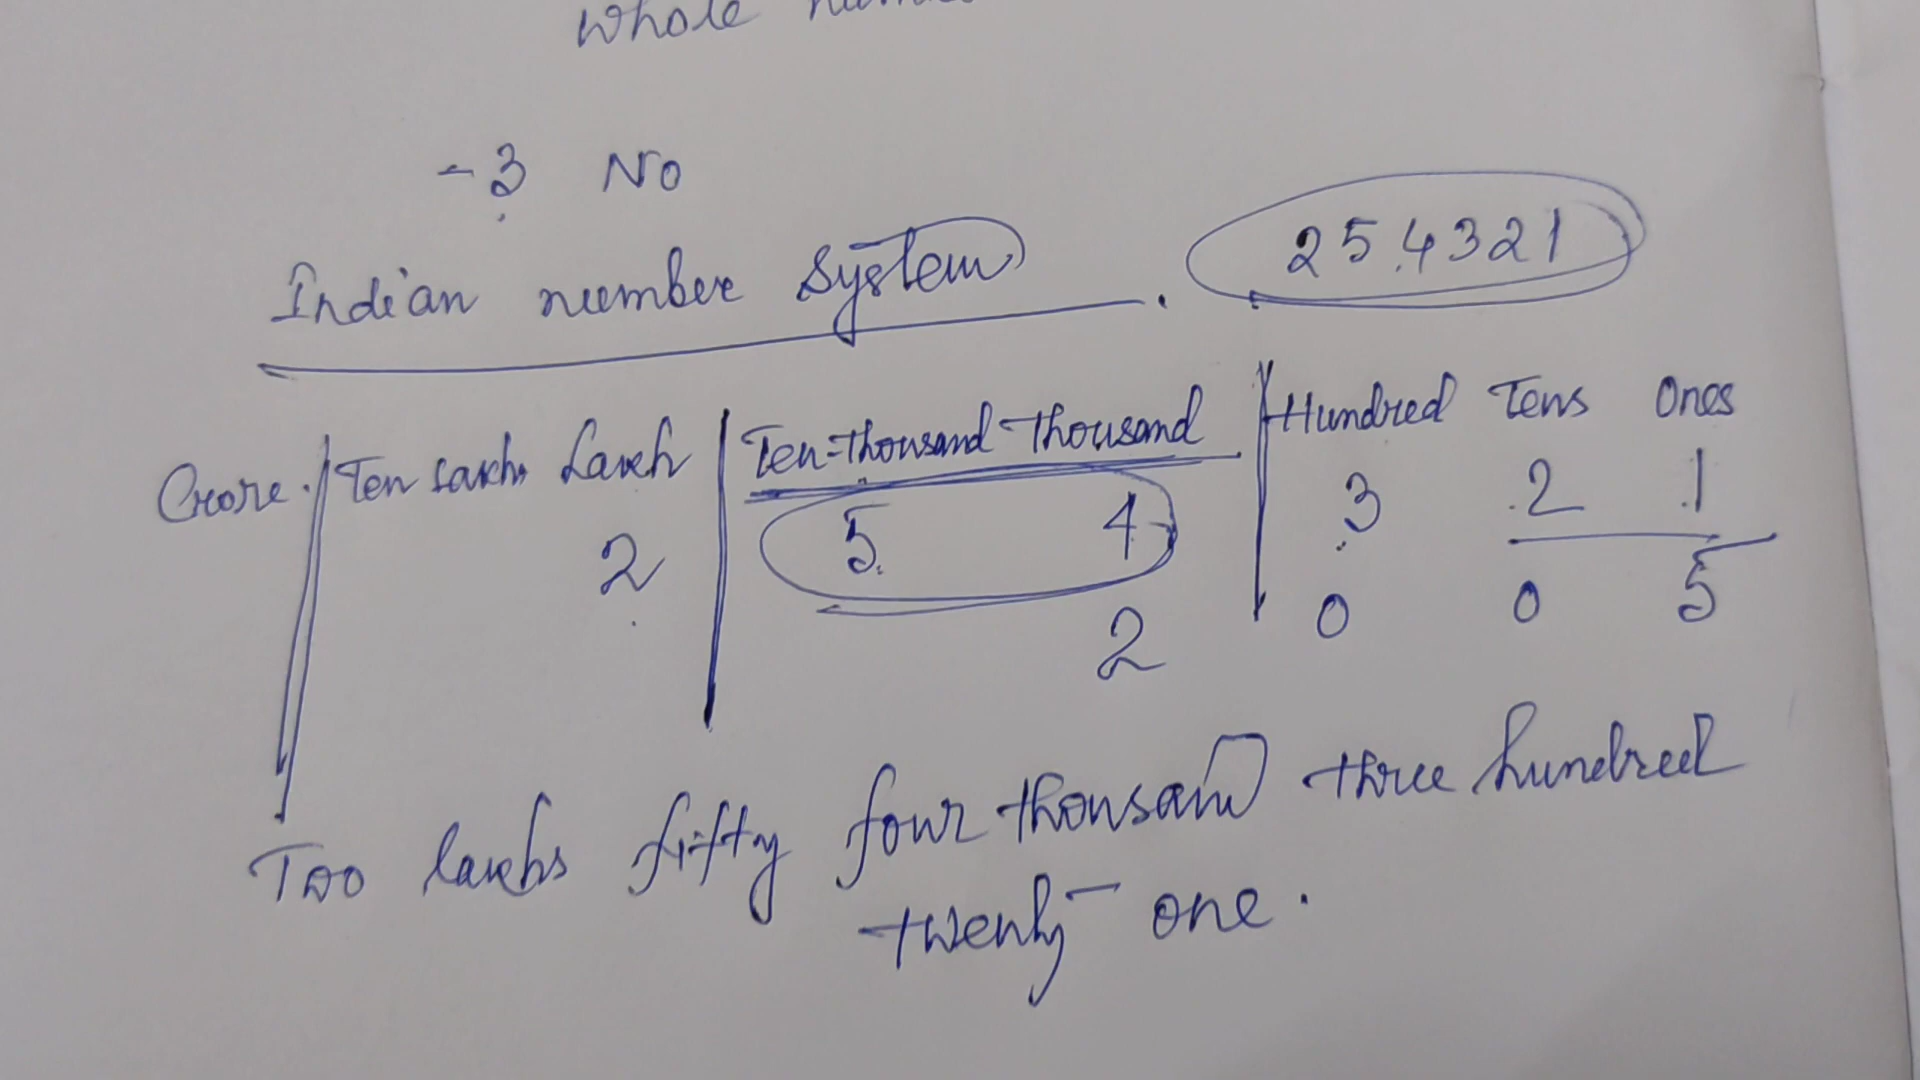 Whole
-3 No
Indian number system. 254321
Crore. Ten Lakh Lakh Ten-Thousand Thousand Hundred Tens Ones
2 5 4 3 2 1
2 0 0 5
Two lakhs fifty four thousand three hundred
twenty one.